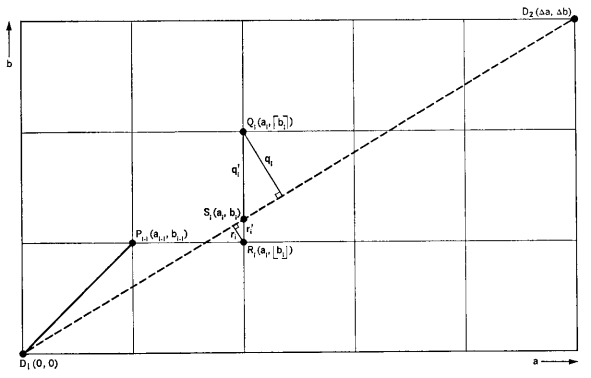 D₂ (Δa, Δb)
b
Qᵢ (aᵢ, ⌈bᵢ⌉)
qᵢ′
qᵢ
Sᵢ (aᵢ, bᵢ)
rᵢ
rᵢ′
Pᵢ₋₁ (aᵢ₋₁, bᵢ₋₁)
Rᵢ (aᵢ, ⌊bᵢ⌋)
D₁ (0, 0)
a